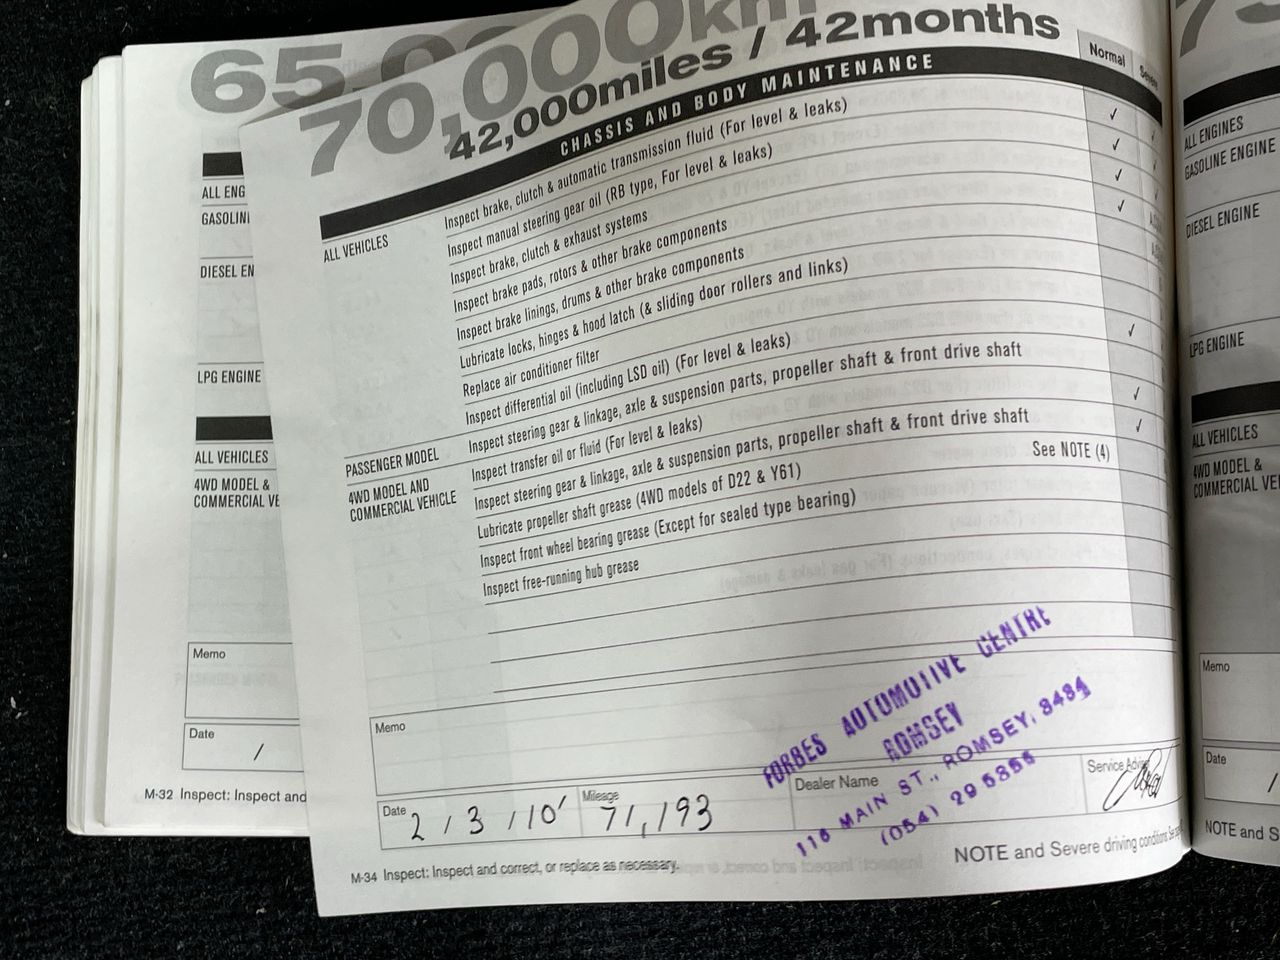 65,0
70,000km
42,000miles / 42months
CHASSIS AND BODY MAINTENANCE
Normal
ALL VEHICLES
Inspect brake, clutch & automatic transmission fluid (For level & leaks) ✓
Inspect manual steering gear oil (RB type, For level & leaks) ✓
Inspect brake, clutch & exhaust systems ✓
Inspect brake pads, rotors & other brake components ✓
Inspect brake linings, drums & other brake components
Lubricate locks, hinges & hood latch (& sliding door rollers and links)
Replace air conditioner filter
Inspect differential oil (including LSD oil) (For level & leaks) ✓
PASSENGER MODEL
Inspect steering gear & linkage, axle & suspension parts, propeller shaft & front drive shaft
4WD MODEL AND
COMMERCIAL VEHICLE
Inspect transfer oil or fluid (For level & leaks) ✓
Inspect steering gear & linkage, axle & suspension parts, propeller shaft & front drive shaft ✓
Lubricate propeller shaft grease (4WD models of D22 & Y61) See NOTE (4)
Inspect front wheel bearing grease (Except for sealed type bearing)
Inspect free-running hub grease
Memo
FORBES AUTOMOTIVE CENTRE
ROMSEY
116 MAIN ST., ROMSEY, 3434
Date 2 / 3 / 10'
Mileage 71,193
Dealer Name
Service Advisor
M-34 Inspect: Inspect and correct, or replace as necessary.
NOTE and Severe driving conditions
ALL ENG
GASOLIN
DIESEL EN
LPG ENGINE
ALL VEHICLES
4WD MODEL &
COMMERCIAL VE
Memo
Date /
M-32 Inspect: Inspect and
ALL ENGINES
GASOLINE ENGINE
DIESEL ENGINE
LPG ENGINE
ALL VEHICLES
4WD MODEL &
COMMERCIAL VEHICLE
Memo
Date /
NOTE and S